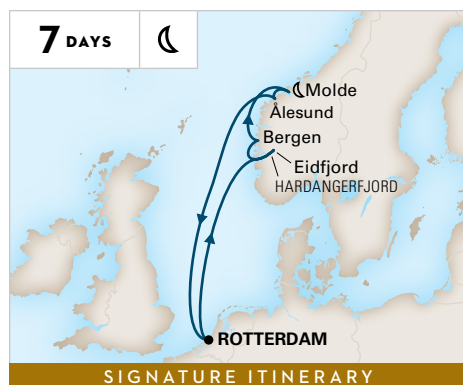 7 DAYS
Molde
Ålesund
Bergen
Eidfjord
HARDANGERFJORD
ROTTERDAM
SIGNATURE ITINERARY